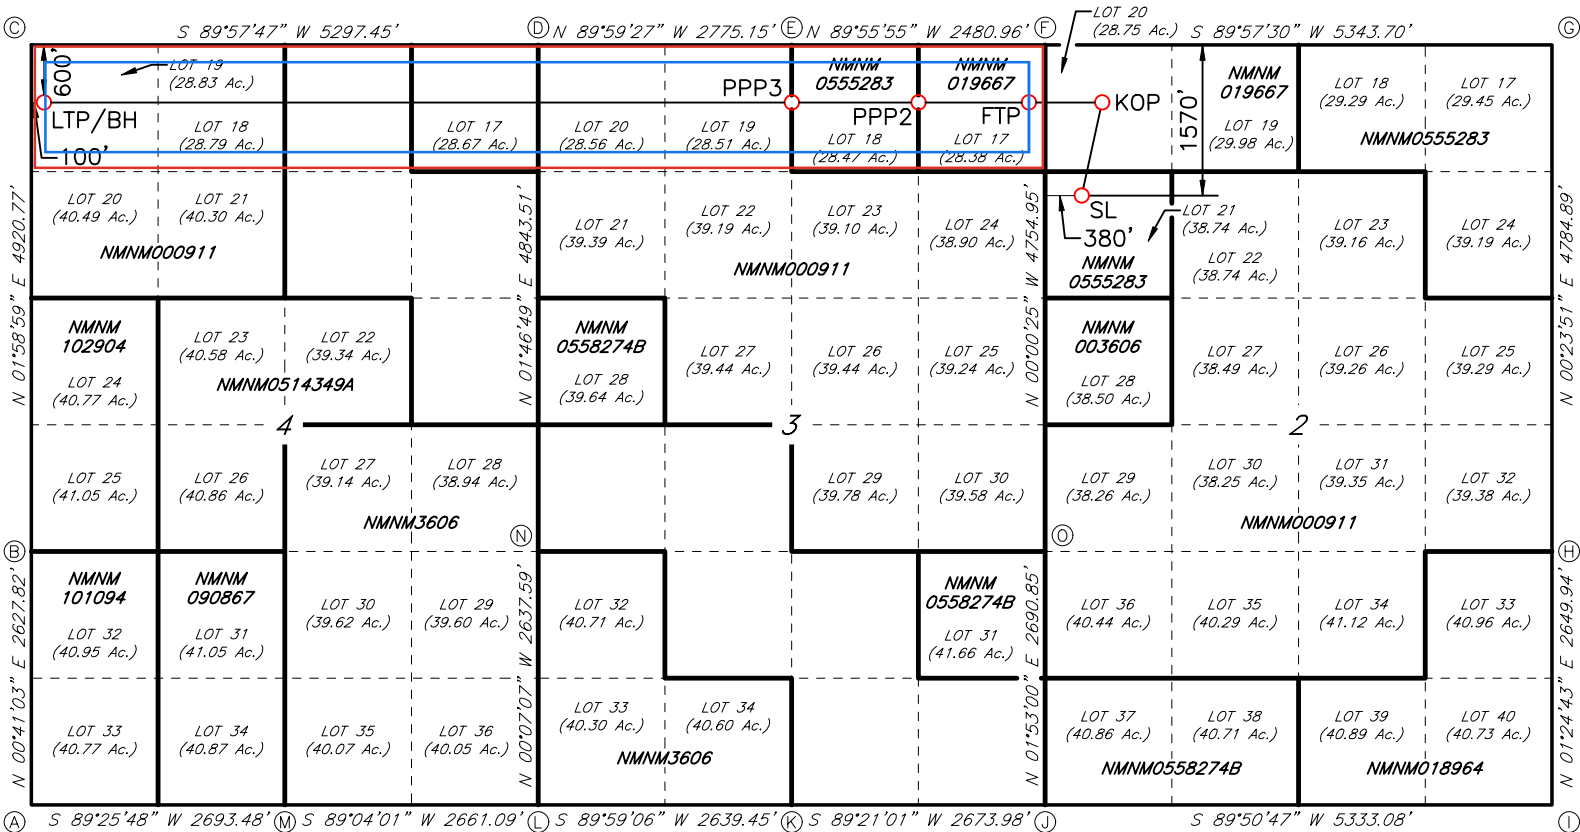 C
S 89°57'47" W 5297.45'
D
N 89°59'27" W 2775.15'
E
N 89°55'55" W 2480.96'
F
LOT 20
(28.75 Ac.)
S 89°57'30" W 5343.70'
G
600'
LOT 19
(28.83 Ac.)
NMNM
0555283
NMNM
019667
NMNM
019667
LOT 18
(29.29 Ac.)
LOT 17
(29.45 Ac.)
LTP/BH
PPP3
PPP2
FTP
KOP
1570'
100'
LOT 18
(28.79 Ac.)
LOT 17
(28.67 Ac.)
LOT 20
(28.56 Ac.)
LOT 19
(28.51 Ac.)
LOT 18
(28.47 Ac.)
LOT 17
(28.38 Ac.)
LOT 19
(29.98 Ac.)
NMNM0555283
N 01°58'59" E 4920.77'
LOT 20
(40.49 Ac.)
LOT 21
(40.30 Ac.)
NMNM000911
N 01°46'49" E 4843.51'
LOT 21
(39.39 Ac.)
LOT 22
(39.19 Ac.)
LOT 23
(39.10 Ac.)
LOT 24
(38.90 Ac.)
NMNM000911
N 00°00'25" W 4754.95'
SL
380'
NMNM
0555283
LOT 21
(38.74 Ac.)
LOT 22
(38.74 Ac.)
LOT 23
(39.16 Ac.)
LOT 24
(39.19 Ac.)
N 00°23'51" E 4784.89'
NMNM
102904
LOT 24
(40.77 Ac.)
LOT 23
(40.58 Ac.)
LOT 22
(39.34 Ac.)
NMNM0514349A
NMNM
0558274B
LOT 28
(39.64 Ac.)
LOT 27
(39.44 Ac.)
LOT 26
(39.44 Ac.)
LOT 25
(39.24 Ac.)
NMNM
003606
LOT 28
(38.50 Ac.)
LOT 27
(38.49 Ac.)
LOT 26
(39.26 Ac.)
LOT 25
(39.29 Ac.)
4
3
2
LOT 25
(41.05 Ac.)
LOT 26
(40.86 Ac.)
LOT 27
(39.14 Ac.)
LOT 28
(38.94 Ac.)
NMNM3606
LOT 29
(39.78 Ac.)
LOT 30
(39.58 Ac.)
LOT 29
(38.26 Ac.)
LOT 30
(38.25 Ac.)
LOT 31
(39.35 Ac.)
LOT 32
(39.38 Ac.)
NMNM000911
B
N
O
H
N 00°41'03" E 2627.82'
NMNM
101094
LOT 32
(40.95 Ac.)
NMNM
090867
LOT 31
(41.05 Ac.)
LOT 30
(39.62 Ac.)
LOT 29
(39.60 Ac.)
N 00°07'07" W 2637.59'
LOT 32
(40.71 Ac.)
NMNM
0558274B
LOT 31
(41.66 Ac.)
N 01°53'00" E 2690.85'
LOT 36
(40.44 Ac.)
LOT 35
(40.29 Ac.)
LOT 34
(41.12 Ac.)
LOT 33
(40.96 Ac.)
N 01°24'43" E 2649.94'
LOT 33
(40.77 Ac.)
LOT 34
(40.87 Ac.)
LOT 35
(40.07 Ac.)
LOT 36
(40.05 Ac.)
LOT 33
(40.30 Ac.)
LOT 34
(40.60 Ac.)
NMNM3606
LOT 37
(40.86 Ac.)
LOT 38
(40.71 Ac.)
NMNM0558274B
LOT 39
(40.89 Ac.)
LOT 40
(40.73 Ac.)
NMNM018964
A
S 89°25'48" W 2693.48'
M
S 89°04'01" W 2661.09'
L
S 89°59'06" W 2639.45'
K
S 89°21'01" W 2673.98'
J
S 89°50'47" W 5333.08'
I